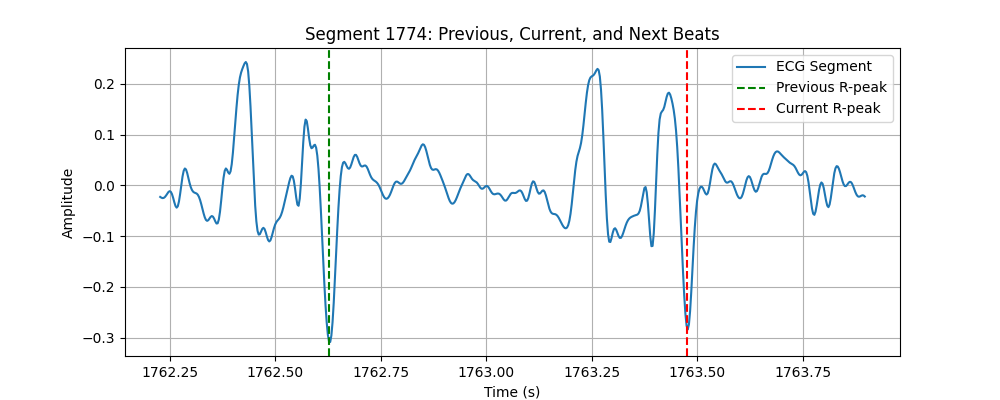 Segment 1774: Previous, Current, and Next Beats
ECG Segment
Previous R-peak
Current R-peak
Amplitude
0.2
0.1
0.0
−0.1
−0.2
−0.3
1762.25 1762.50 1762.75 1763.00 1763.25 1763.50 1763.75
Time (s)